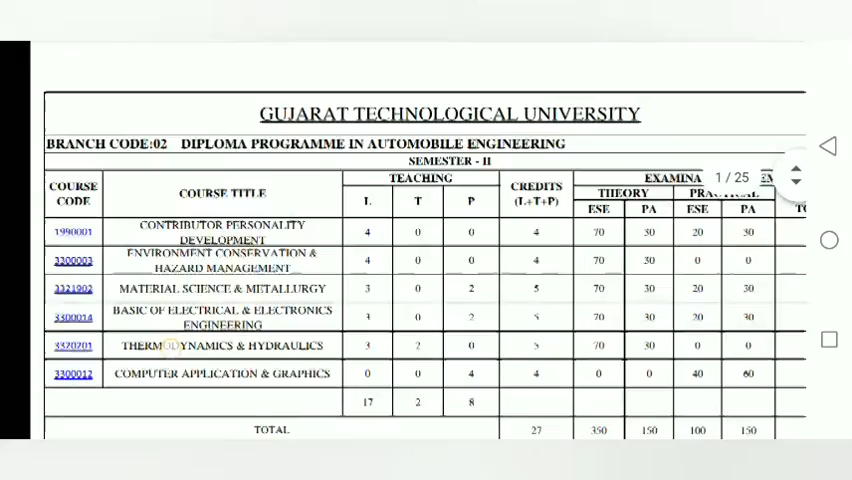 GUJARAT TECHNOLOGICAL UNIVERSITY
BRANCH CODE:02 DIPLOMA PROGRAMME IN AUTOMOBILE ENGINEERING
SEMESTER - II
COURSE CODE COURSE TITLE TEACHING CREDITS (L+T+P) EXAMINA
1 / 25
L T P THEORY
ESE PA ESE PA
1990001 CONTRIBUTOR PERSONALITY DEVELOPMENT 4 0 0 4 70 30 20 30
3300003 ENVIRONMENT CONSERVATION & HAZARD MANAGEMENT 4 0 0 4 70 30 0 0
3321902 MATERIAL SCIENCE & METALLURGY 3 0 2 5 70 30 20 30
3300014 BASIC OF ELECTRICAL & ELECTRONICS ENGINEERING 3 0 2 5 70 30 20 30
3320201 THERMODYNAMICS & HYDRAULICS 3 2 0 5 70 30 0 0
3300012 COMPUTER APPLICATION & GRAPHICS 0 0 4 4 0 0 40 60
17 2 8
TOTAL 27 350 150 100 150